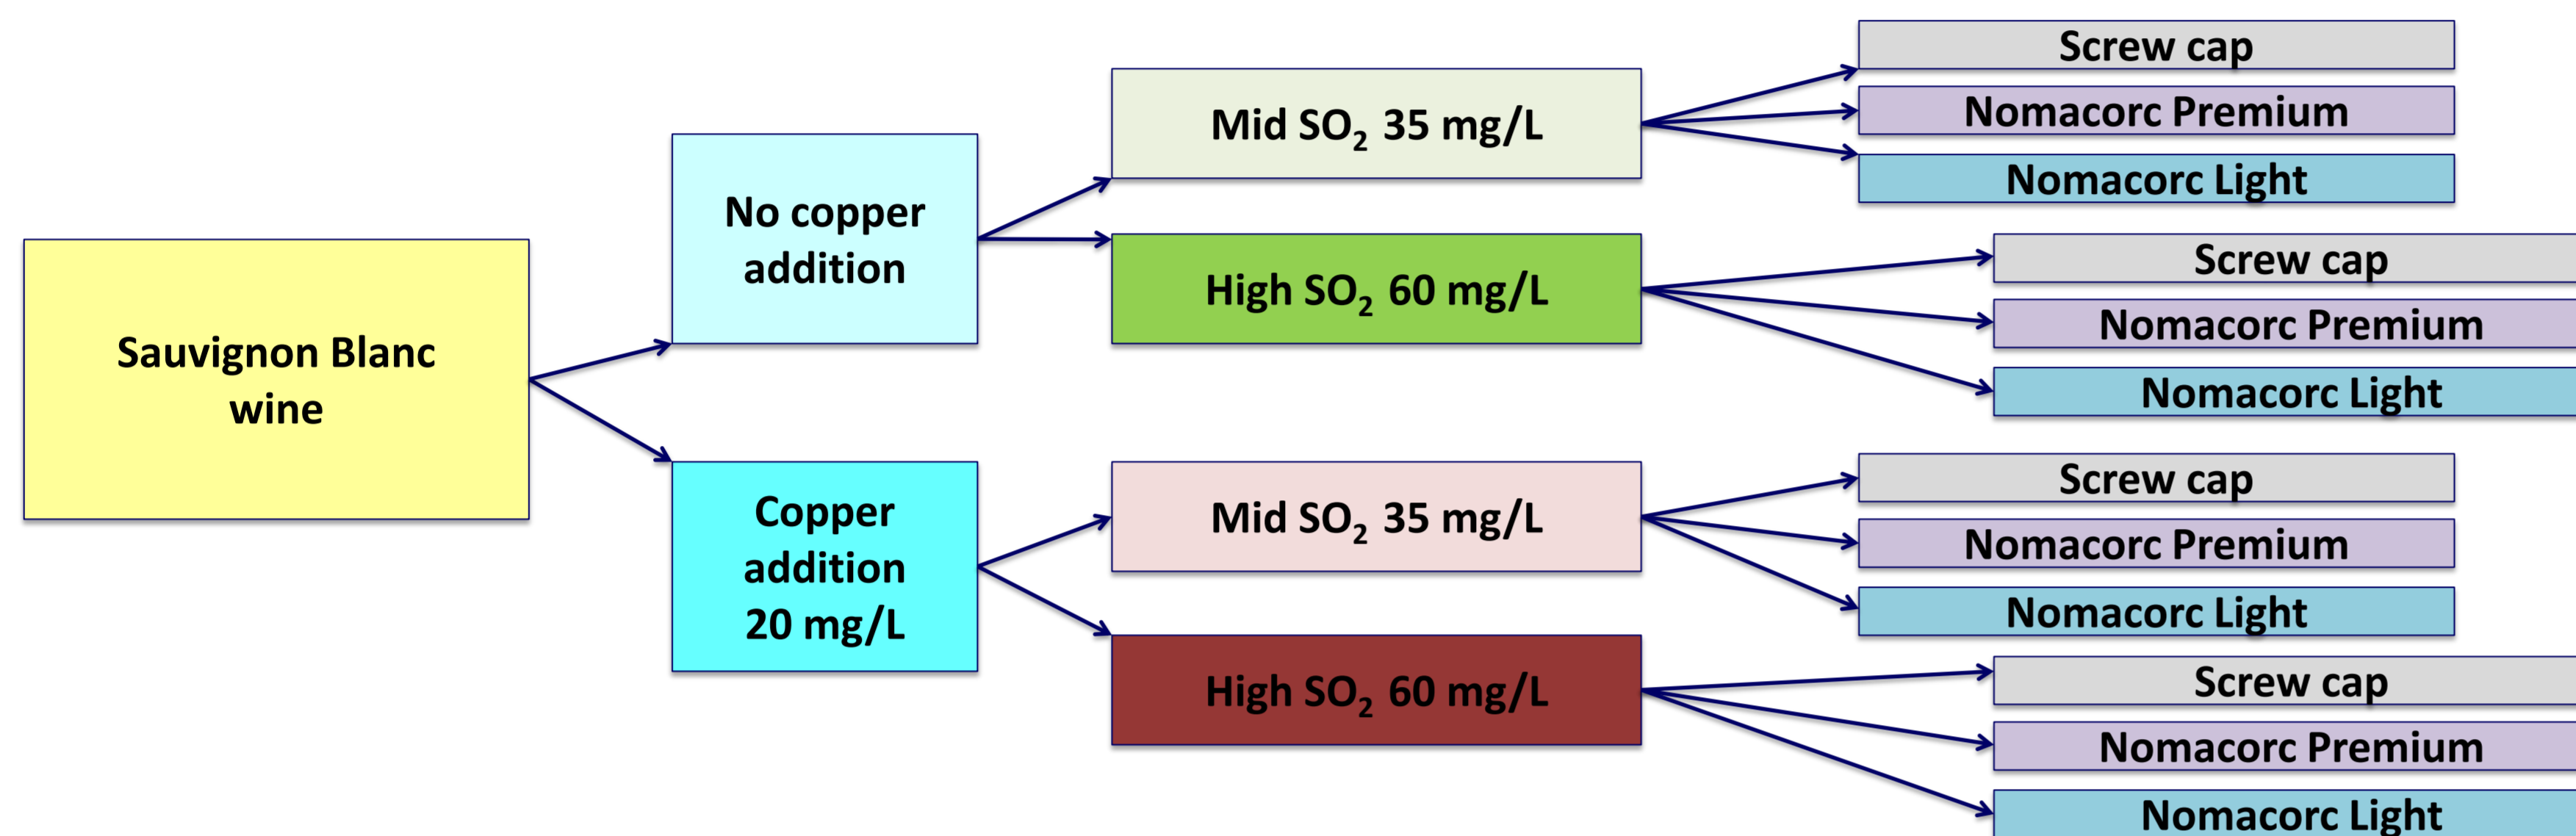 Sauvignon Blanc
wine
No copper
addition
Copper
addition
20 mg/L
Mid SO₂ 35 mg/L
High SO₂ 60 mg/L
Mid SO₂ 35 mg/L
High SO₂ 60 mg/L
Screw cap
Nomacorc Premium
Nomacorc Light
Screw cap
Nomacorc Premium
Nomacorc Light
Screw cap
Nomacorc Premium
Nomacorc Light
Screw cap
Nomacorc Premium
Nomacorc Light